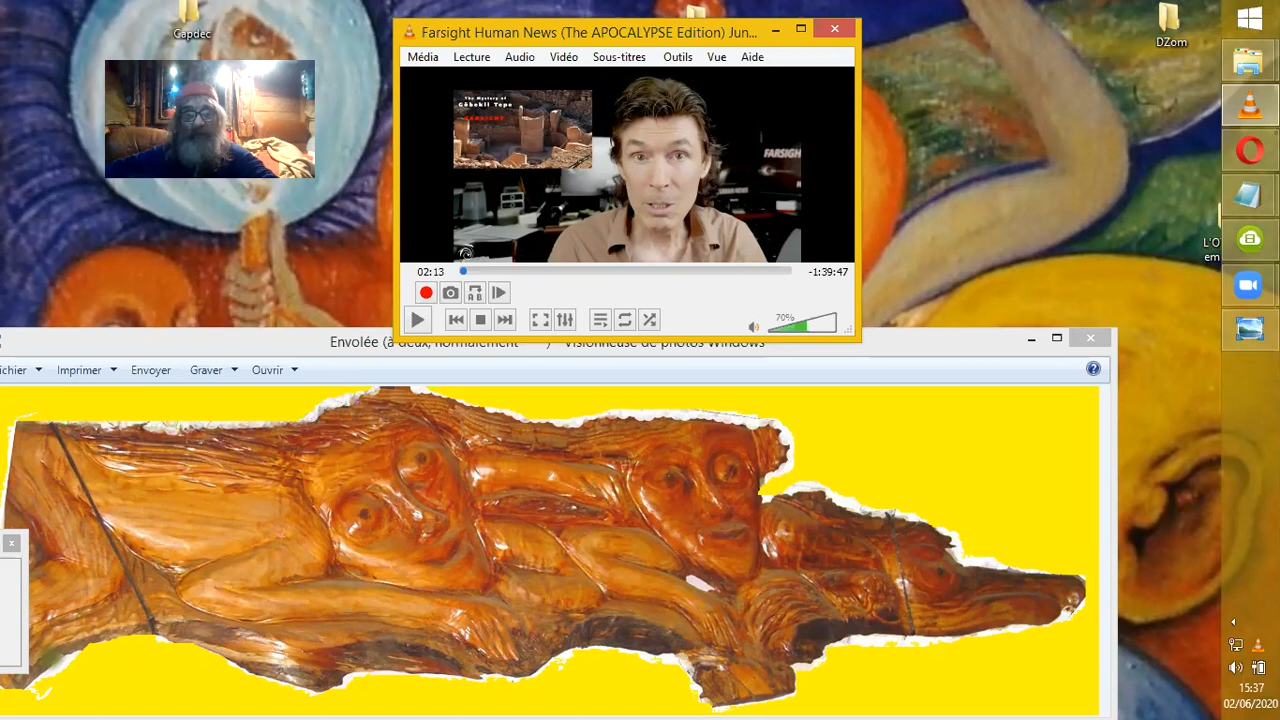 Capdec
Farsight Human News (The APOCALYPSE Edition) Jun...
DZom
Média Lecture Audio Vidéo Sous-titres Outils Vue Aide
The Mystery of
Göbekli Tepe
FARSIGHT
FARSIGHT
02:13
-1:39:47
A B
70%
L'O
em
Envolée (à deux, normalement
Visionneuse de photos Windows
ichier Imprimer Envoyer Graver Ouvrir
15:37
02/06/2020